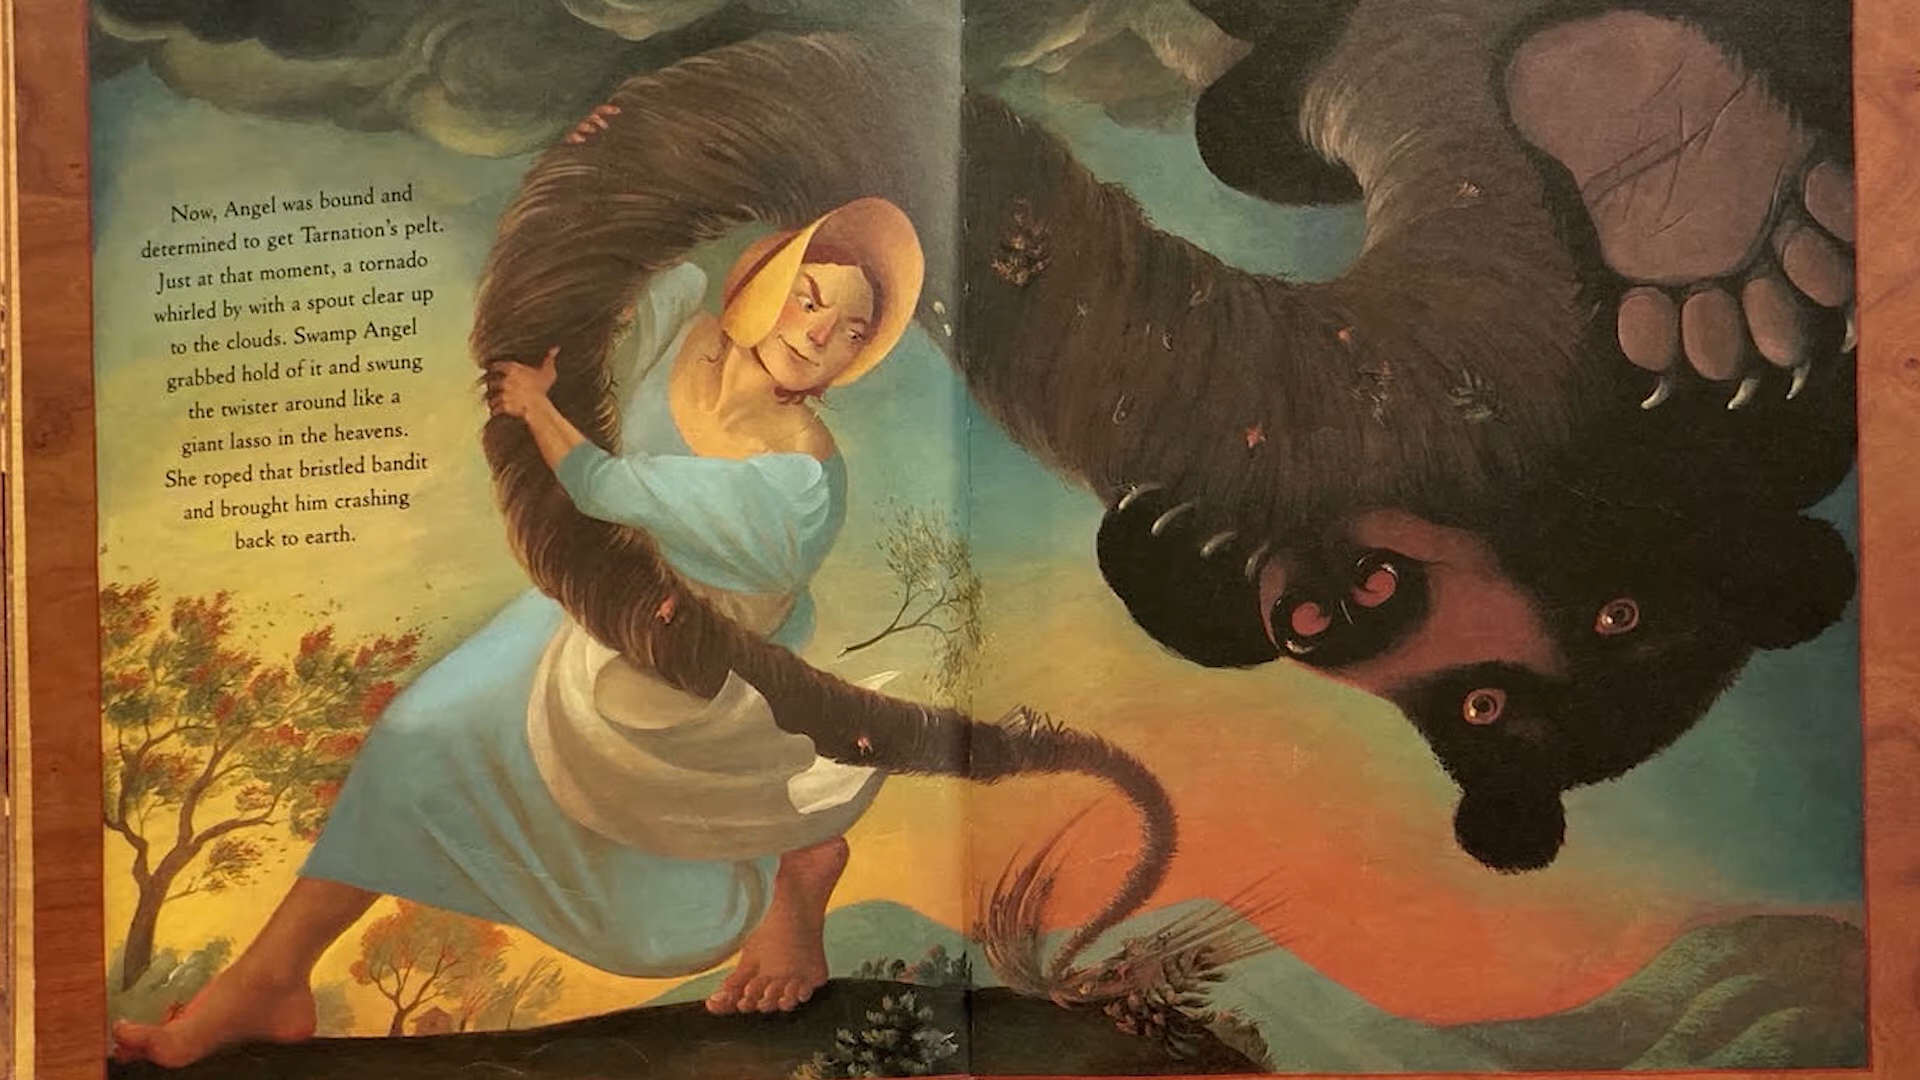 Now, Angel was bound and
determined to get Tarnation's pelt.
Just at that moment, a tornado
whirled by with a spout clear up
to the clouds. Swamp Angel
grabbed hold of it and swung
the twister around like a
giant lasso in the heavens.
She roped that bristled bandit
and brought him crashing
back to earth.